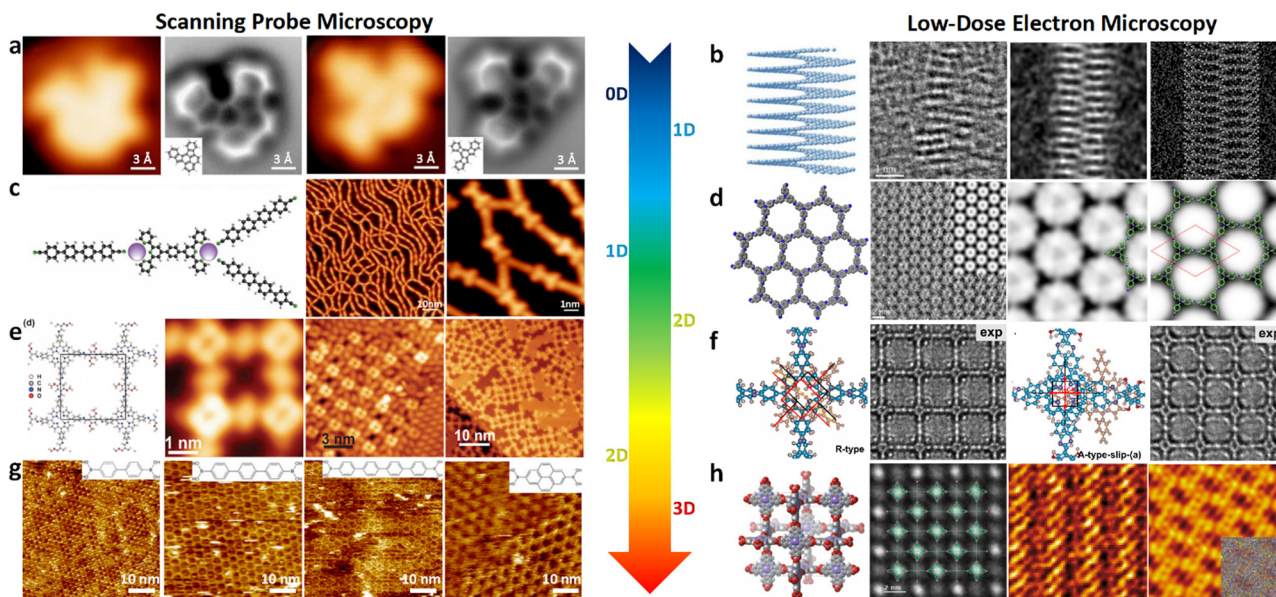 Scanning Probe Microscopy
Low-Dose Electron Microscopy
a
3 Å
3 Å
3 Å
3 Å
0D
1D
1D
2D
2D
3D
b
1 nm
c
10nm
1nm
d
e
(d)
H
C
N
O
1 nm
3 nm
10 nm
f
R-type
exp
A-type-slip-(a)
exp
g
10 nm
10 nm
10 nm
10 nm
h
2 nm